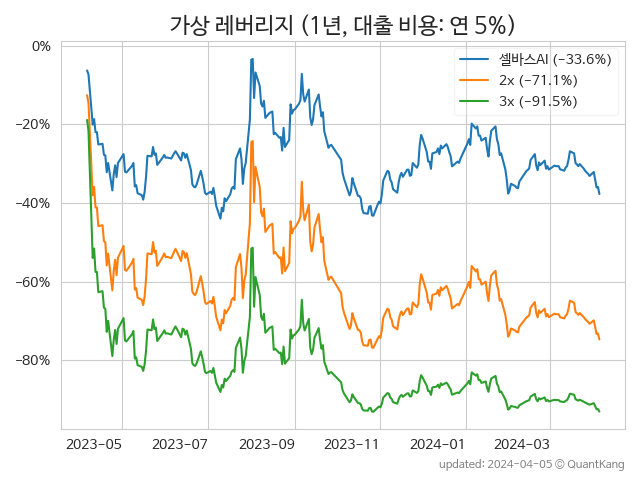 가상 레버리지 (1년, 대출 비용: 연 5%)
0%
−20%
−40%
−60%
−80%
셀바스AI (−33.6%)
2x (−71.1%)
3x (−91.5%)
2023-05 2023-07 2023-09 2023-11 2024-01 2024-03
updated: 2024-04-05 © QuantKang